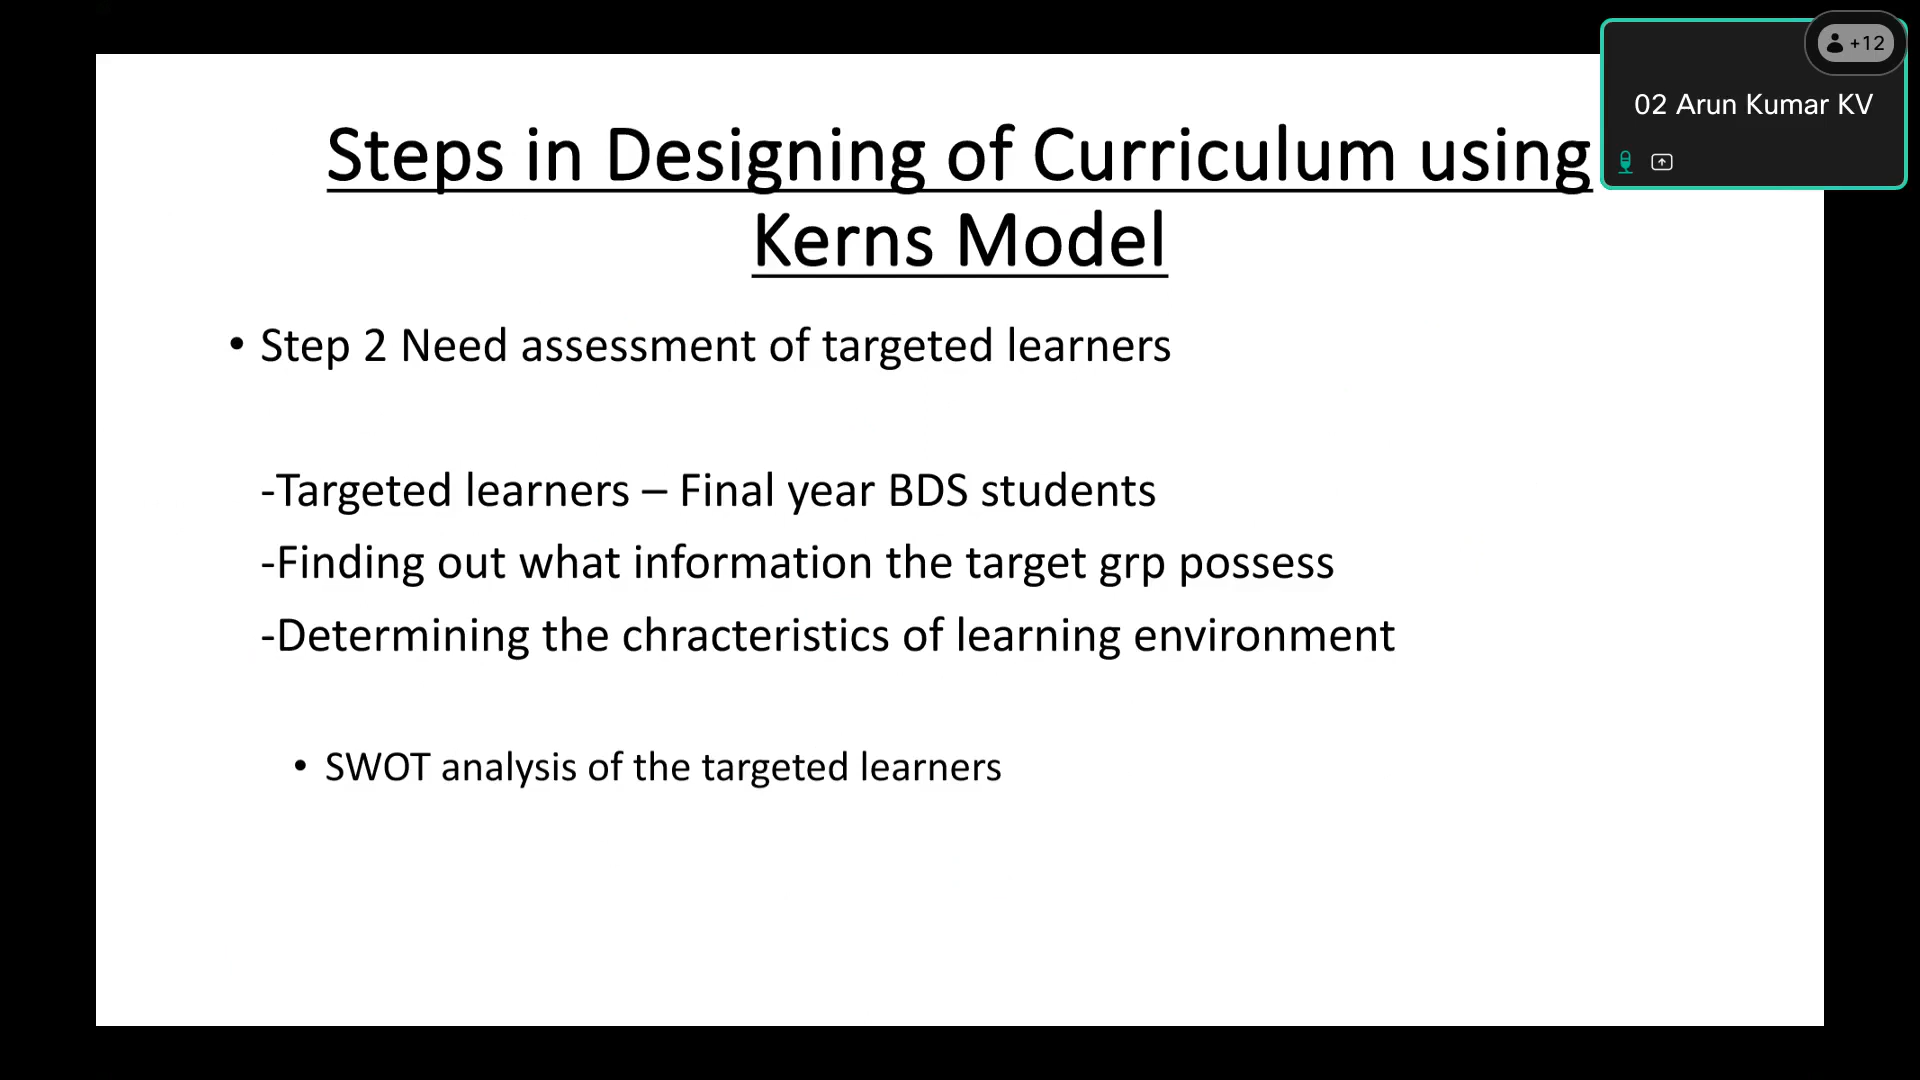 +12
02 Arun Kumar KV
Steps in Designing of Curriculum using
Kerns Model
• Step 2 Need assessment of targeted learners
-Targeted learners – Final year BDS students
-Finding out what information the target grp possess
-Determining the chracteristics of learning environment
• SWOT analysis of the targeted learners